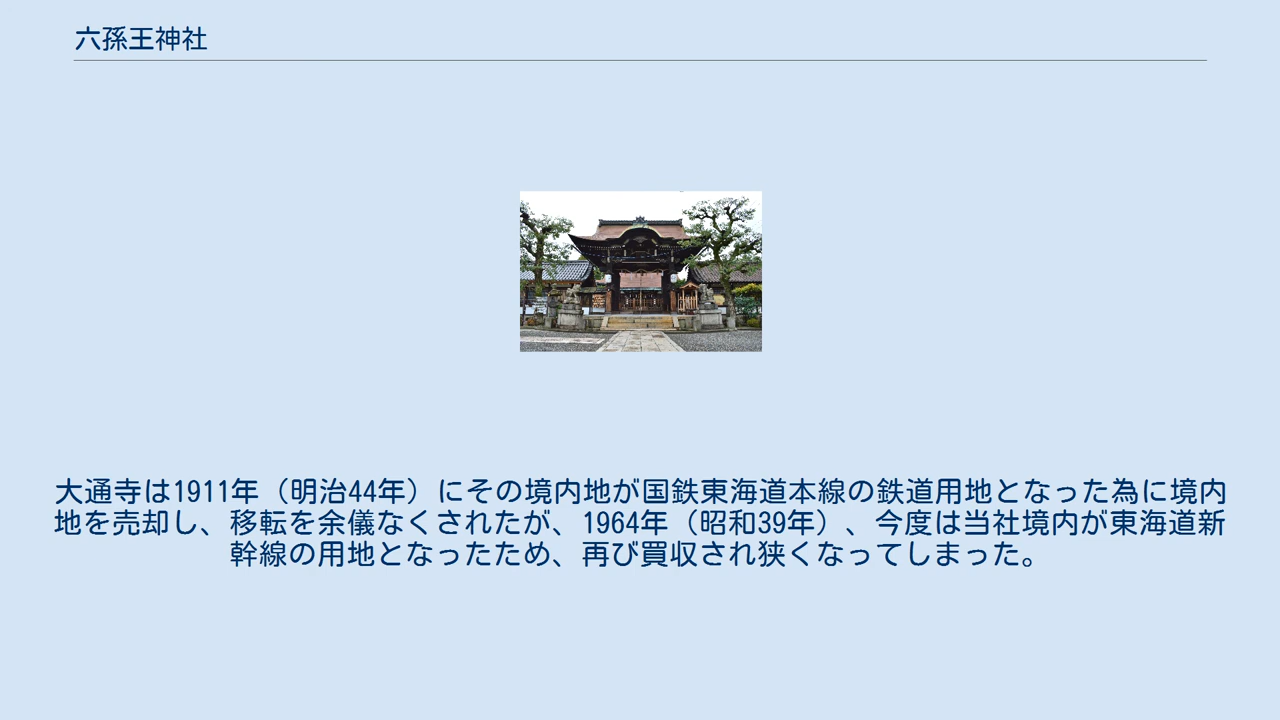 六孫王神社
大通寺は1911年（明治44年）にその境内地が国鉄東海道本線の鉄道用地となった為に境内
地を売却し、移転を余儀なくされたが、1964年（昭和39年）、今度は当社境内が東海道新
幹線の用地となったため、再び買収され狭くなってしまった。